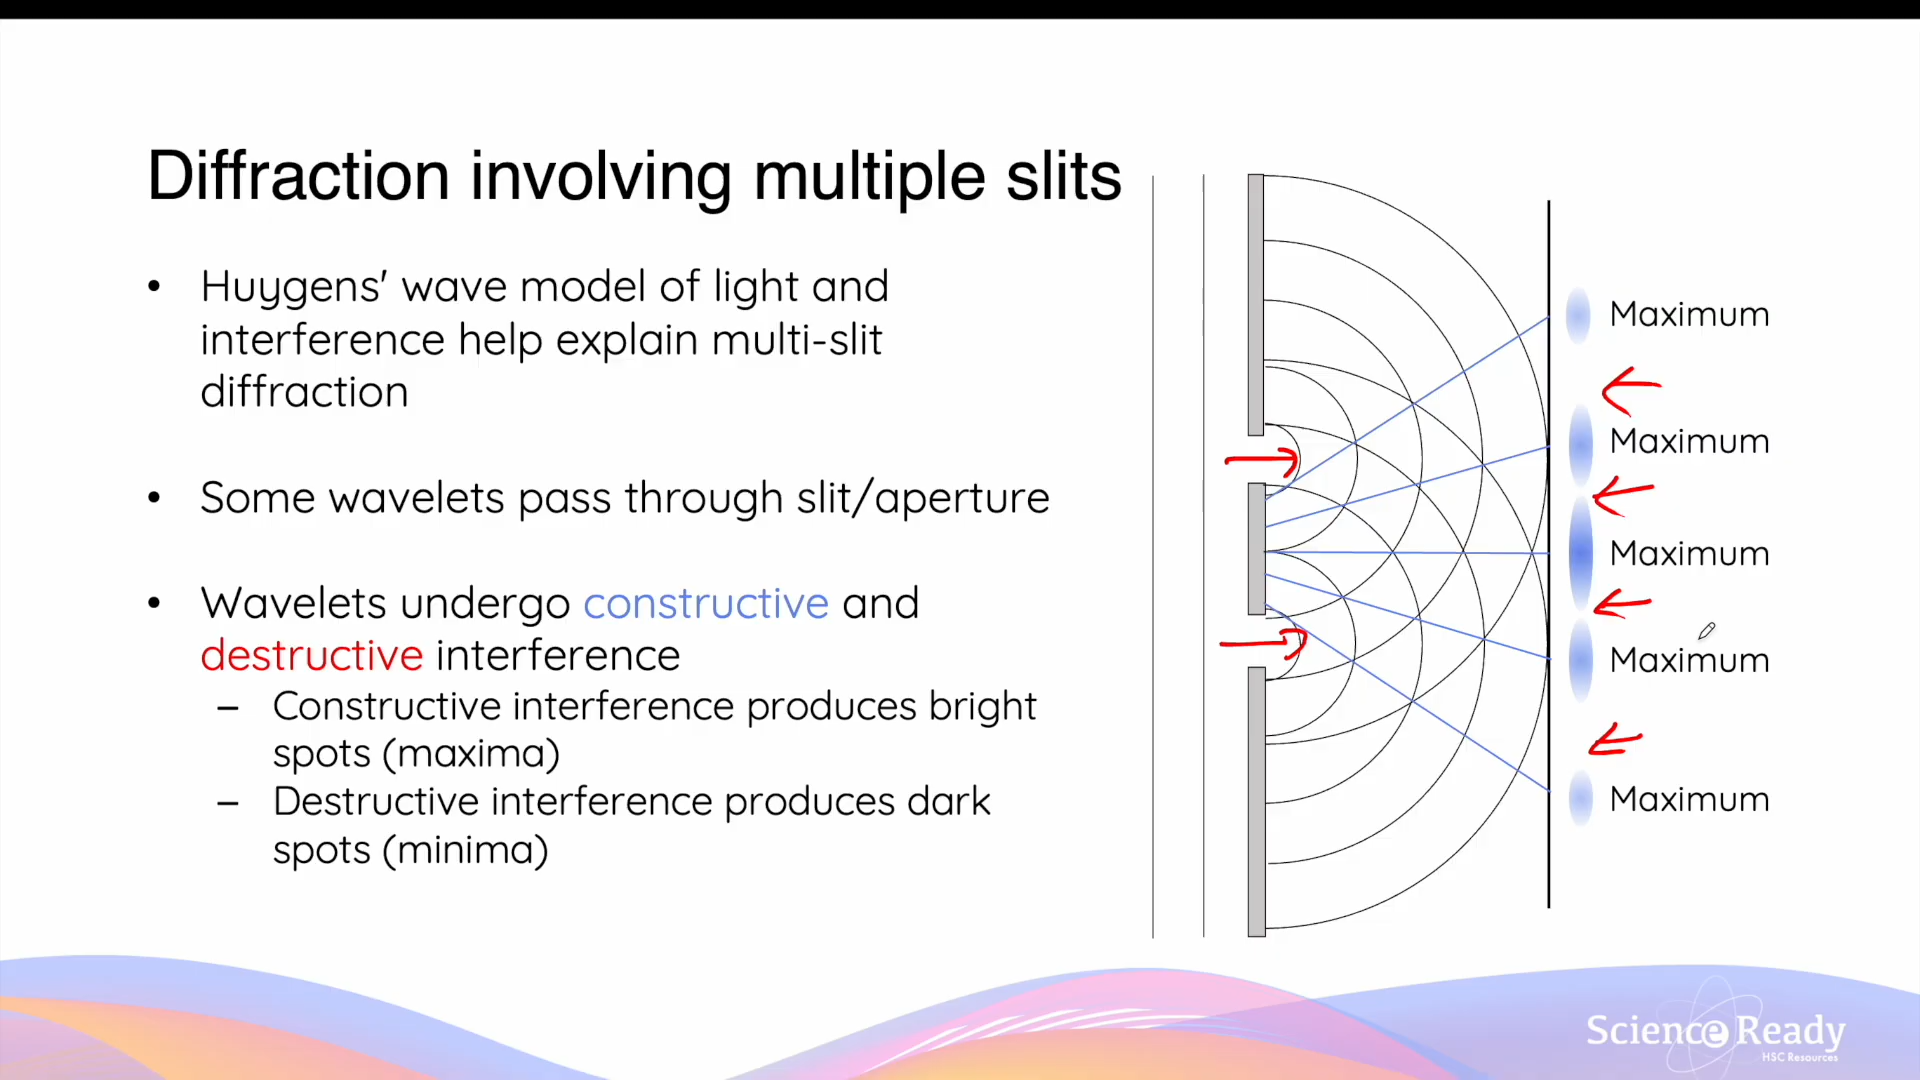 Diffraction involving multiple slits
• Huygens' wave model of light and
interference help explain multi-slit
diffraction
• Some wavelets pass through slit/aperture
• Wavelets undergo constructive and
destructive interference
– Constructive interference produces bright
spots (maxima)
– Destructive interference produces dark
spots (minima)
Maximum
Maximum
Maximum
Maximum
Maximum
Science Ready
HSC Resources